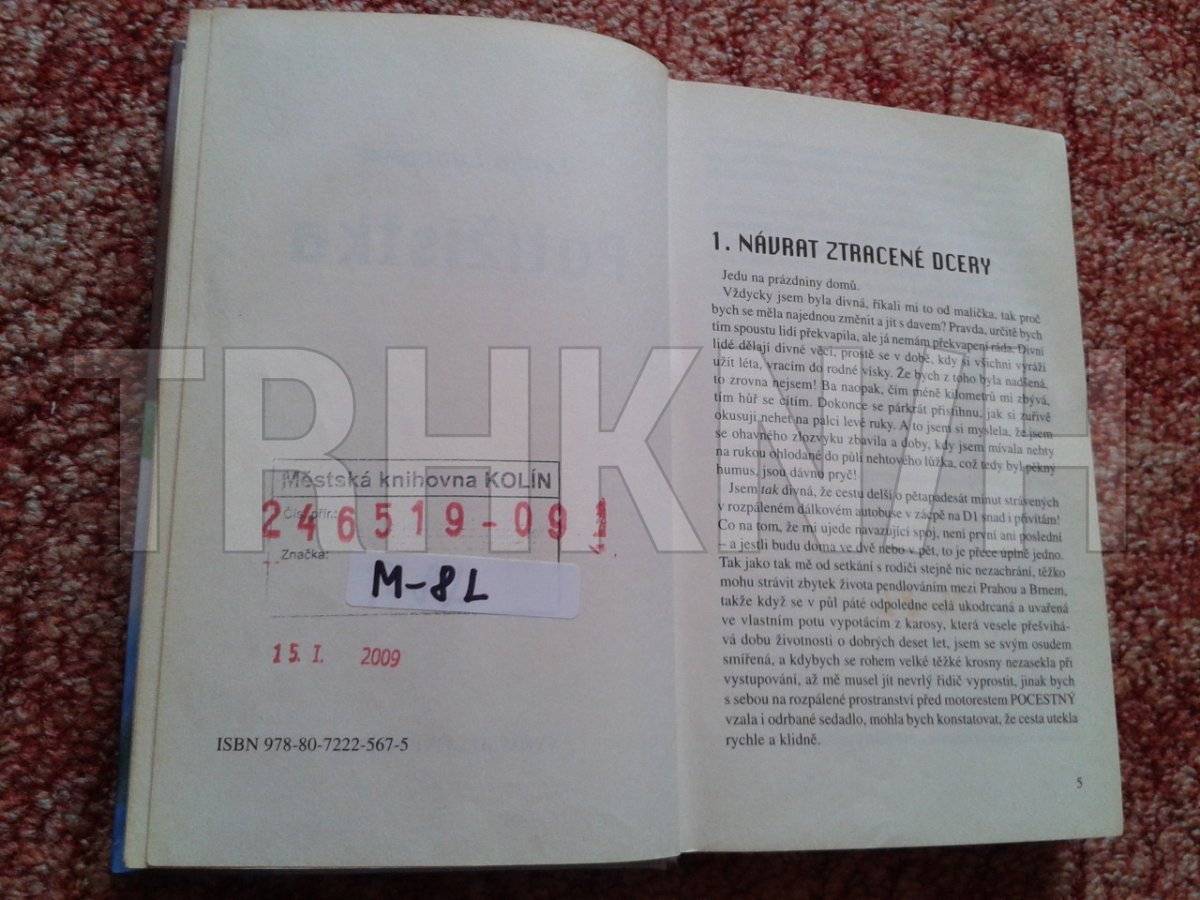 Městská knihovna KOLÍN
Čís. přír.:
246519-091
Značka:
M-8L
15. I. 2009
ISBN 978-80-7222-567-5
1. NÁVRAT ZTRACENÉ DCERY
Jedu na prázdniny domů.
Vždycky jsem byla divná, říkali mi to od malička, tak proč
bych se měla najednou změnit a jít s davem? Pravda, určitě bych
tím spoustu lidí překvapila, ale já nemám překvapení ráda. Divní
lidé dělají divné věci, prostě se v době, kdy si všichni vyráží
užít léta, vracím do rodné vísky. Že bych z toho byla nadšená,
to zrovna nejsem! Ba naopak, čím méně kilometrů mi zbývá,
tím hůř se cítím. Dokonce se párkrát přistihnu, jak si zuřivě
okusuji nehet na palci levé ruky. A to jsem si myslela, že jsem
se ohavného zlozvyku zbavila a doby, kdy jsem mívala nehty
na rukou ohlodané do půli nehtového lůžka, což tedy byl pěkný
humus, jsou dávno pryč!
Jsem tak divná, že cestu delší o pětapadesát minut strávených
v rozpáleném dálkovém autobuse v zácpě na D1 snad i přivítám!
Co na tom, že mi ujede navazující spoj, není první ani poslední
– a jestli budu doma ve dvě nebo v pět, to je přece úplně jedno.
Tak jako tak mě od setkání s rodiči stejně nic nezachrání, těžko
mohu strávit zbytek života pendlováním mezi Prahou a Brnem,
takže když se v půl páté odpoledne celá ukodrcaná a uvařená
ve vlastním potu vypotácím z karosy, která vesele přešvihá-
vá dobu životnosti o dobrých deset let, jsem se svým osudem
smířená, a kdybych se rohem velké těžké krosny nezasekla při
vystupování, až mě musel jít nevrlý řidič vyprostit, jinak bych
s sebou na rozpálené prostranství před motorestem POCESTNÝ
vzala i odrbané sedadlo, mohla bych konstatovat, že cesta utekla
rychle a klidně.
5
TRHKNIH